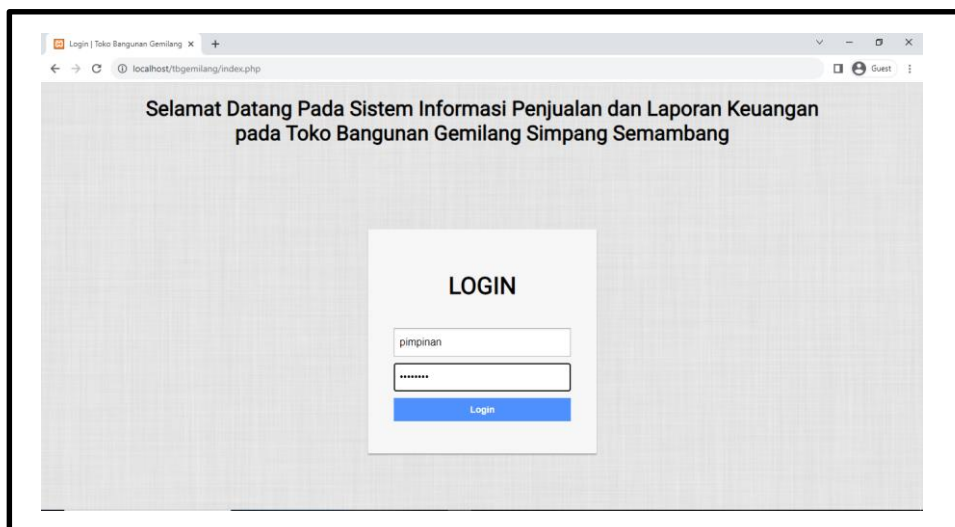 Login | Toko Bangunan Gemilang
localhost/tbgemilang/index.php
Guest
Selamat Datang Pada Sistem Informasi Penjualan dan Laporan Keuangan
pada Toko Bangunan Gemilang Simpang Semambang
LOGIN
pimpinan
••••••••
Login